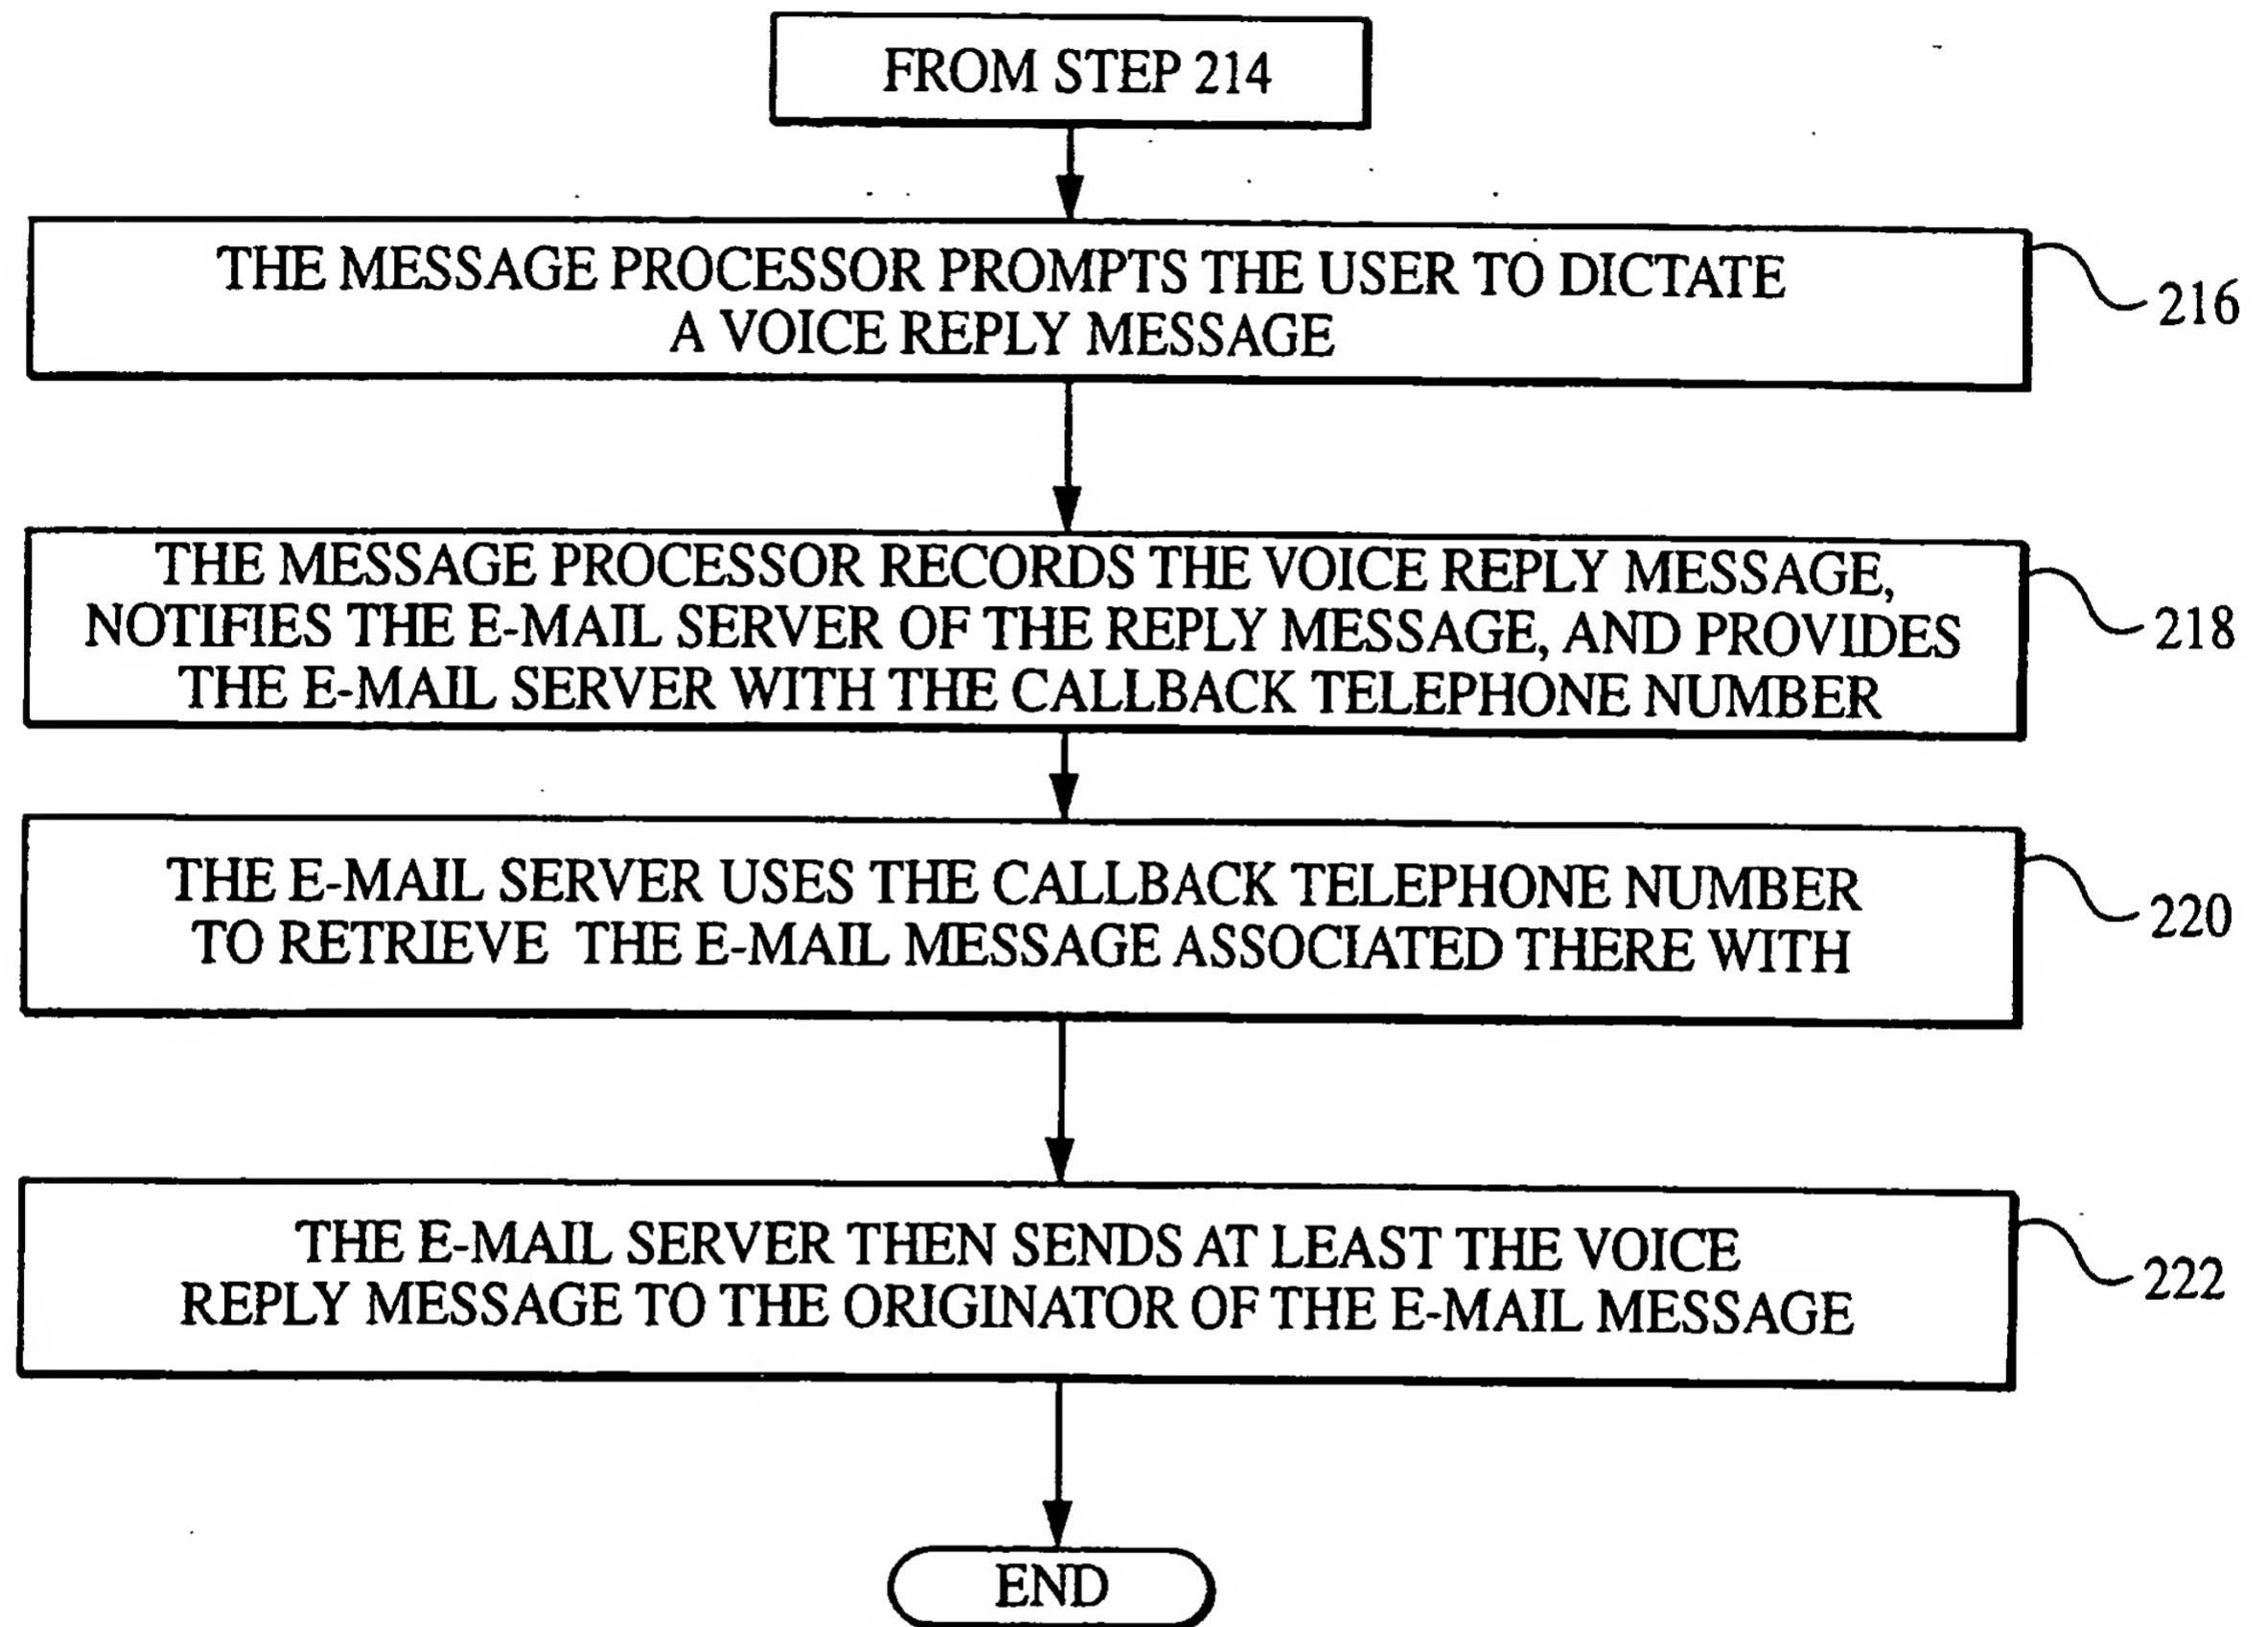 FROM STEP 214
THE MESSAGE PROCESSOR PROMPTS THE USER TO DICTATE
A VOICE REPLY MESSAGE
216
THE MESSAGE PROCESSOR RECORDS THE VOICE REPLY MESSAGE,
NOTIFIES THE E-MAIL SERVER OF THE REPLY MESSAGE, AND PROVIDES
THE E-MAIL SERVER WITH THE CALLBACK TELEPHONE NUMBER
218
THE E-MAIL SERVER USES THE CALLBACK TELEPHONE NUMBER
TO RETRIEVE THE E-MAIL MESSAGE ASSOCIATED THERE WITH
220
THE E-MAIL SERVER THEN SENDS AT LEAST THE VOICE
REPLY MESSAGE TO THE ORIGINATOR OF THE E-MAIL MESSAGE
222
END